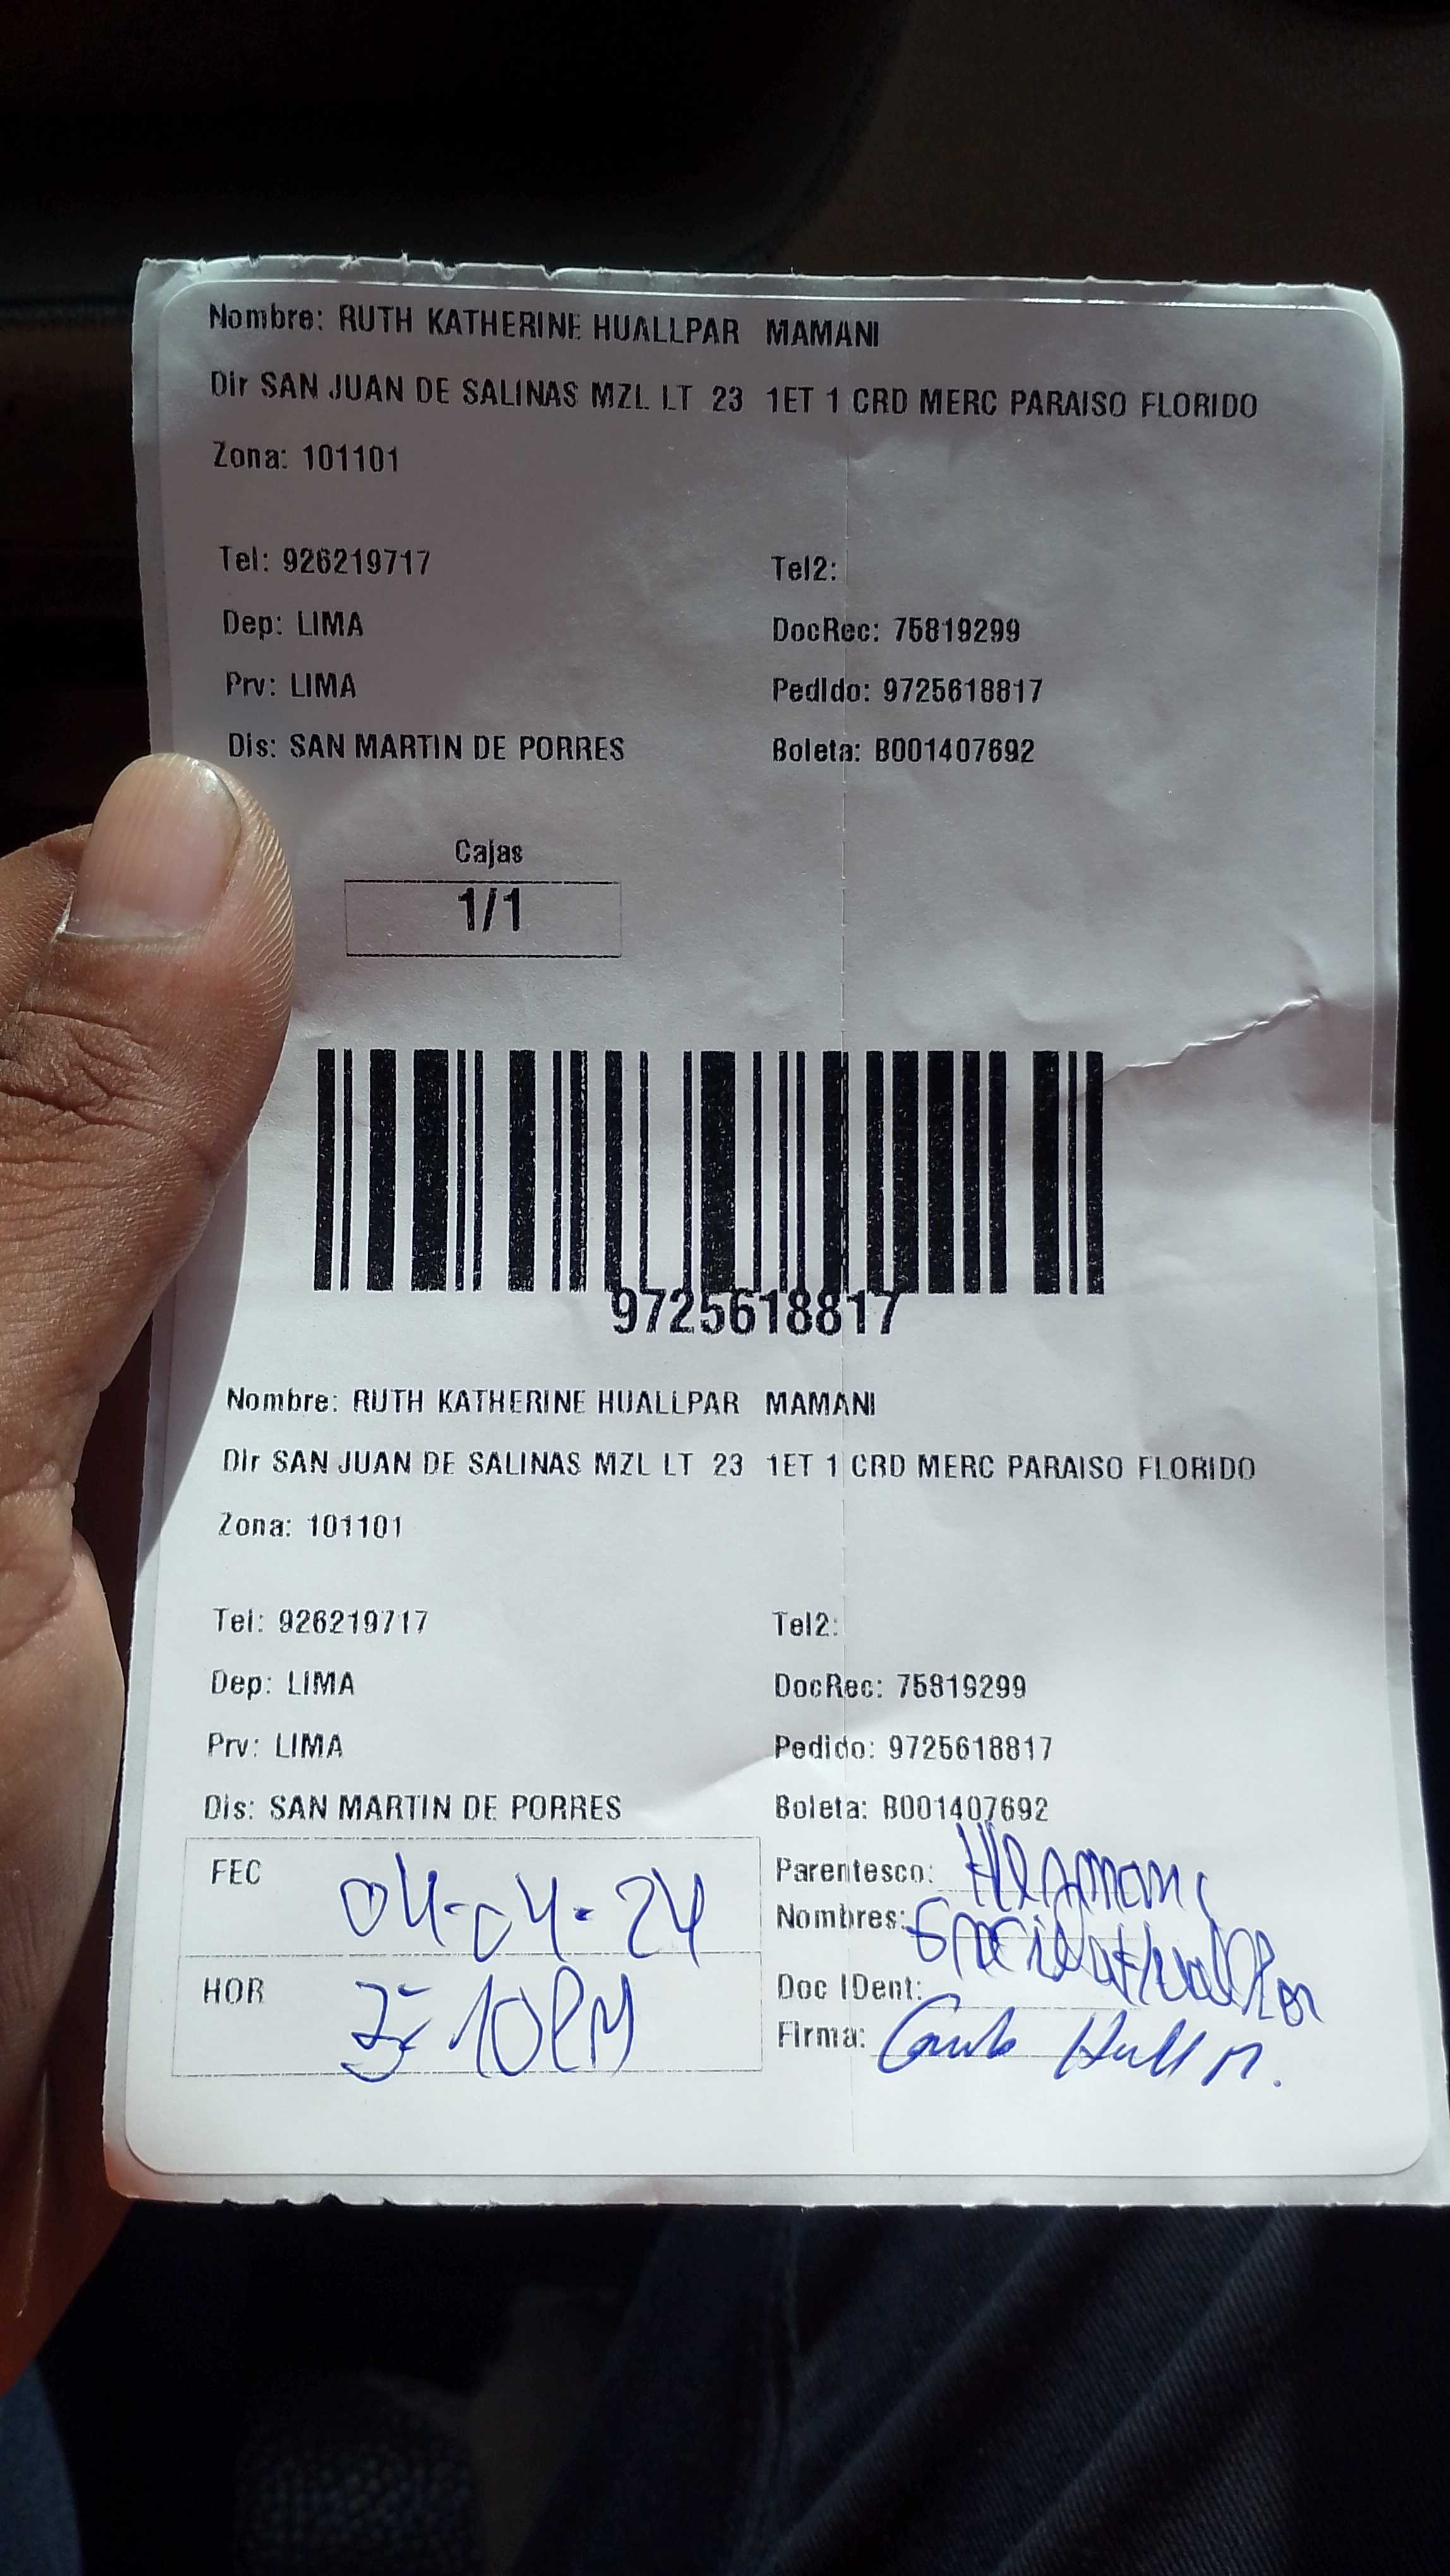 Nombre: RUTH KATHERINE HUALLPAR MAMANI
Dir SAN JUAN DE SALINAS MZL LT 23 1ET 1 CRD MERC PARAISO FLORIDO
Zona: 101101
Tel: 926219717 Tel2:
Dep: LIMA DocRec: 75819299
Prv: LIMA Pedido: 9725618817
Dis: SAN MARTIN DE PORRES Boleta: B001407692
Cajas
1/1
9725618817
Nombre: RUTH KATHERINE HUALLPAR MAMANI
Dir SAN JUAN DE SALINAS MZL LT 23 1ET 1 CRD MERC PARAISO FLORIDO
Zona: 101101
Tel: 926219717 Tel2:
Dep: LIMA DocRec: 75819299
Prv: LIMA Pedido: 9725618817
Dis: SAN MARTIN DE PORRES Boleta: B001407692
FEC 04-04-24 Parentesco:
Nombres:
HOR 10 PM Doc IDent:
Firma: